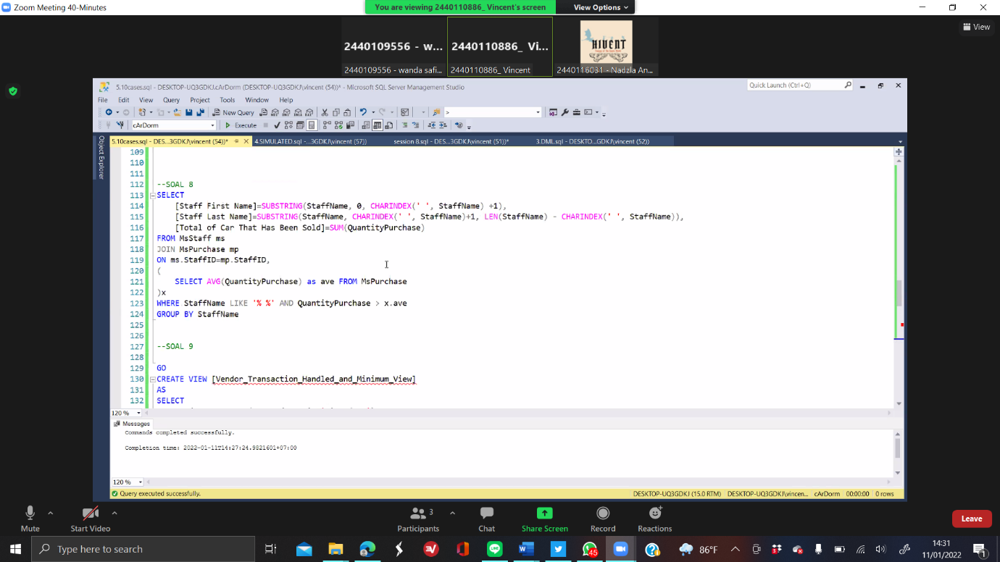 Zoom Meeting 40-Minutes
You are viewing 2440110886_ Vincent's screen
View Options
View
2440109556 - w...
2440110886_ Vi...
HIVENT
2440109556 - wanda safi...
2440110886_ Vincent
2440116031 - Nadzla An...
5.10cases.sql - DESKTOP-UQ3GDKJ.cArDorm (DESKTOP-UQ3GDKJ\vincent (54))* - Microsoft SQL Server Management Studio
Quick Launch (Ctrl+Q)
File Edit View Query Project Tools Window Help
New Query
>
cArDorm
Execute
Object Explorer
5.10cases.sql - DES...3GDKJ\vincent (54))*
4.SIMULATED.sql -...3GDKJ\vincent (57))
session 8.sql - DES...3GDKJ\vincent (51))*
3.DML.sql - DESKTO...GDKJ\vincent (52))
109
110
111
112 --SOAL 8
113 SELECT
114 [Staff First Name]=SUBSTRING(StaffName, 0, CHARINDEX(' ', StaffName) +1),
115 [Staff Last Name]=SUBSTRING(StaffName, CHARINDEX(' ', StaffName)+1, LEN(StaffName) - CHARINDEX(' ', StaffName)),
116 [Total of Car That Has Been Sold]=SUM(QuantityPurchase)
117 FROM MsStaff ms
118 JOIN MsPurchase mp
119 ON ms.StaffID=mp.StaffID,
120 (
121 SELECT AVG(QuantityPurchase) as ave FROM MsPurchase
122 )x
123 WHERE StaffName LIKE '% %' AND QuantityPurchase > x.ave
124 GROUP BY StaffName
125
126
127 --SOAL 9
128
129 GO
130 CREATE VIEW [Vendor_Transaction_Handled_and_Minimum_View]
131 AS
132 SELECT
120 %
Messages
Commands completed successfully.
Completion time: 2022-01-11T14:27:24.9821601+07:00
120 %
Query executed successfully.
DESKTOP-UQ3GDKJ (15.0 RTM)
DESKTOP-UQ3GDKJ\vincen...
cArDorm
00:00:00
0 rows
3
Mute
Start Video
Participants
Chat
Share Screen
Record
Reactions
Leave
Type here to search
45
86°F
3
14:31
11/01/2022
1